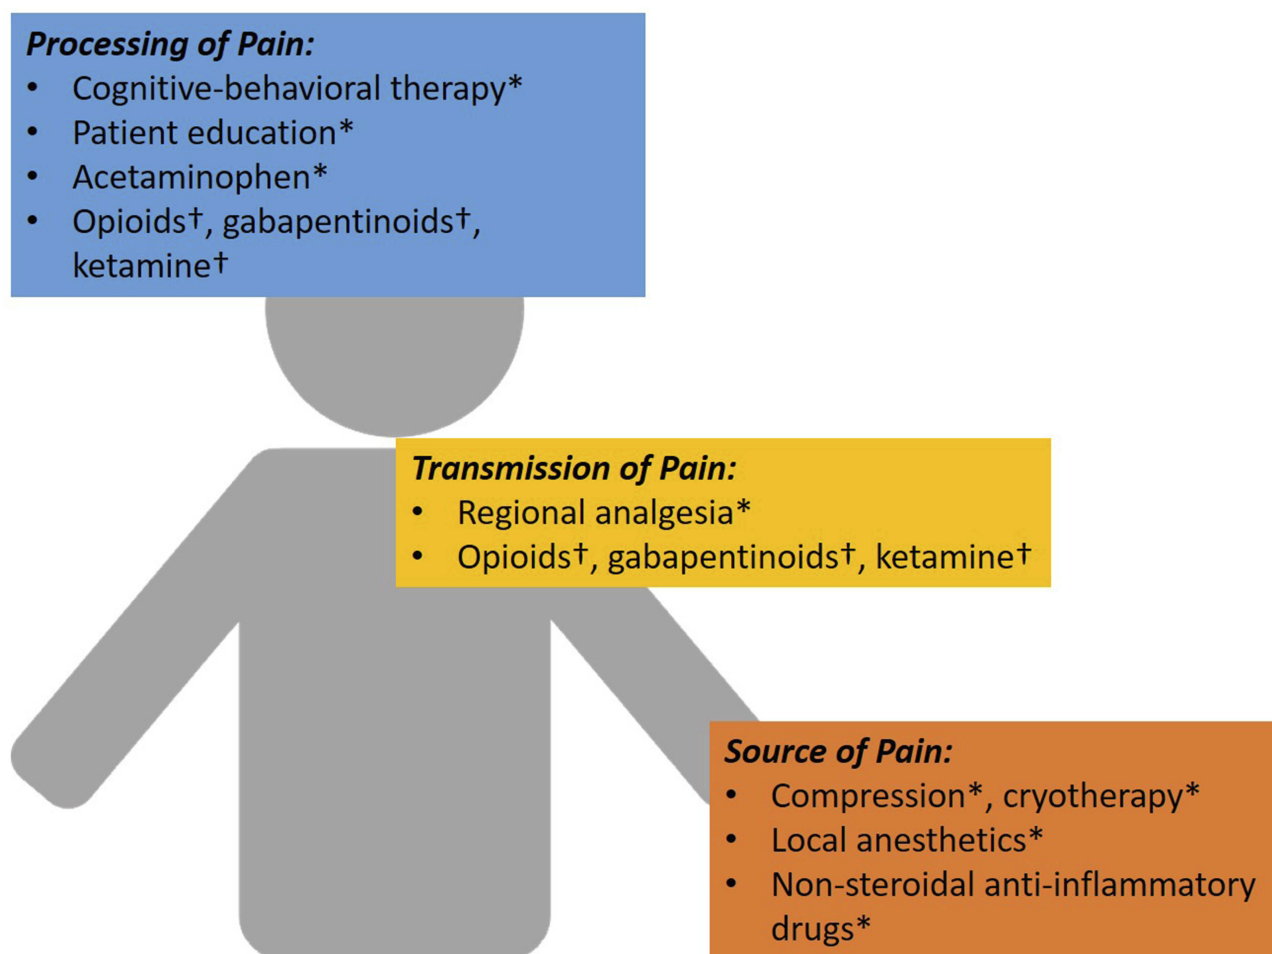 Processing of Pain:
• Cognitive-behavioral therapy*
• Patient education*
• Acetaminophen*
• Opioids†, gabapentinoids†,
ketamine†
Transmission of Pain:
• Regional analgesia*
• Opioids†, gabapentinoids†, ketamine†
Source of Pain:
• Compression*, cryotherapy*
• Local anesthetics*
• Non-steroidal anti-inflammatory
drugs*